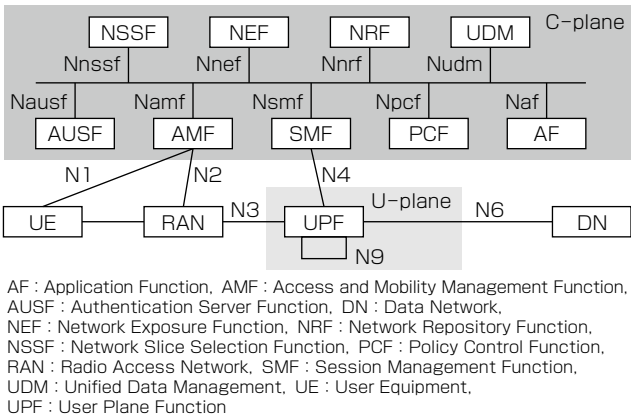 C-plane
NSSF NEF NRF UDM
Nnssf Nnef Nnrf Nudm
Nausf Namf Nsmf Npcf Naf
AUSF AMF SMF PCF AF
N1 N2 N4
U-plane
UE RAN N3 UPF N6 DN
N9
AF : Application Function, AMF : Access and Mobility Management Function,
AUSF : Authentication Server Function, DN : Data Network,
NEF : Network Exposure Function, NRF : Network Repository Function,
NSSF : Network Slice Selection Function, PCF : Policy Control Function,
RAN : Radio Access Network, SMF : Session Management Function,
UDM : Unified Data Management, UE : User Equipment,
UPF : User Plane Function